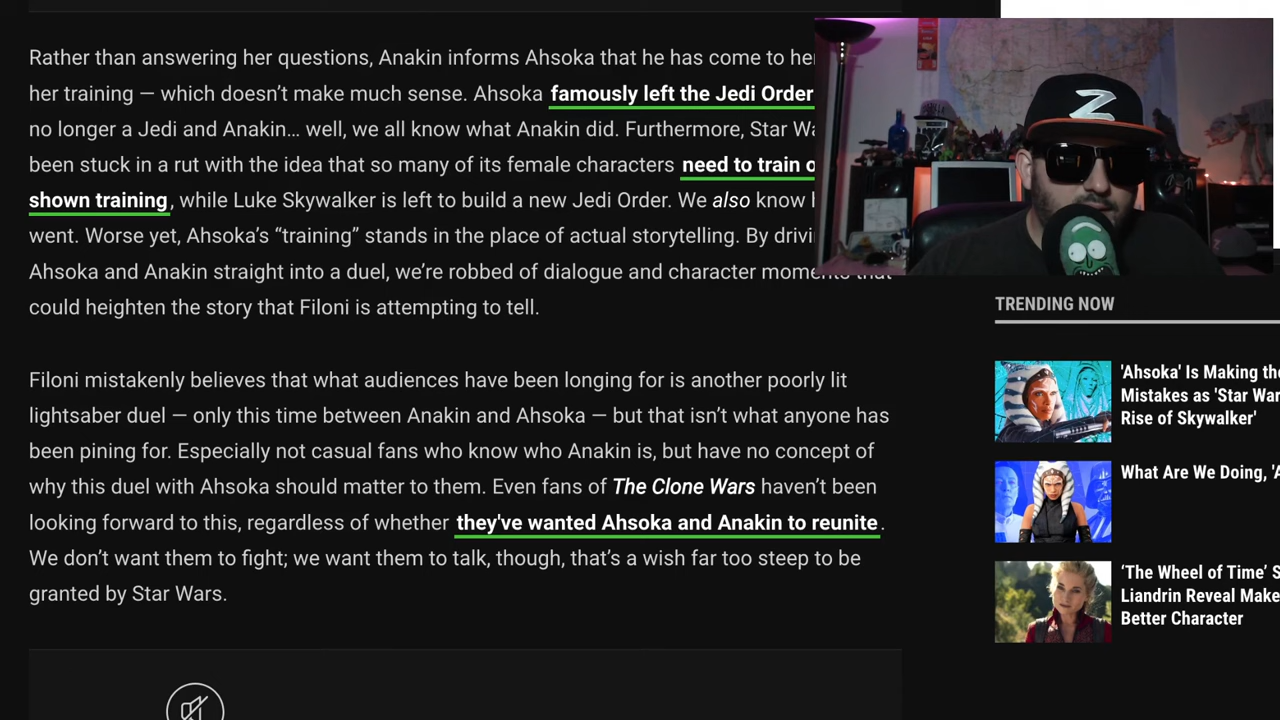 Rather than answering her questions, Anakin informs Ahsoka that he has come to her
her training — which doesn’t make much sense. Ahsoka famously left the Jedi Order
no longer a Jedi and Anakin… well, we all know what Anakin did. Furthermore, Star Wa
been stuck in a rut with the idea that so many of its female characters need to train o
shown training, while Luke Skywalker is left to build a new Jedi Order. We also know h
went. Worse yet, Ahsoka’s “training” stands in the place of actual storytelling. By drivi
Ahsoka and Anakin straight into a duel, we’re robbed of dialogue and character moments that
could heighten the story that Filoni is attempting to tell.
Filoni mistakenly believes that what audiences have been longing for is another poorly lit
lightsaber duel — only this time between Anakin and Ahsoka — but that isn’t what anyone has
been pining for. Especially not casual fans who know who Anakin is, but have no concept of
why this duel with Ahsoka should matter to them. Even fans of The Clone Wars haven’t been
looking forward to this, regardless of whether they've wanted Ahsoka and Anakin to reunite.
We don’t want them to fight; we want them to talk, though, that’s a wish far too steep to be
granted by Star Wars.
Z
TRENDING NOW
'Ahsoka' Is Making the
Mistakes as 'Star War
Rise of Skywalker'
What Are We Doing, 'A
‘The Wheel of Time’ S
Liandrin Reveal Make
Better Character